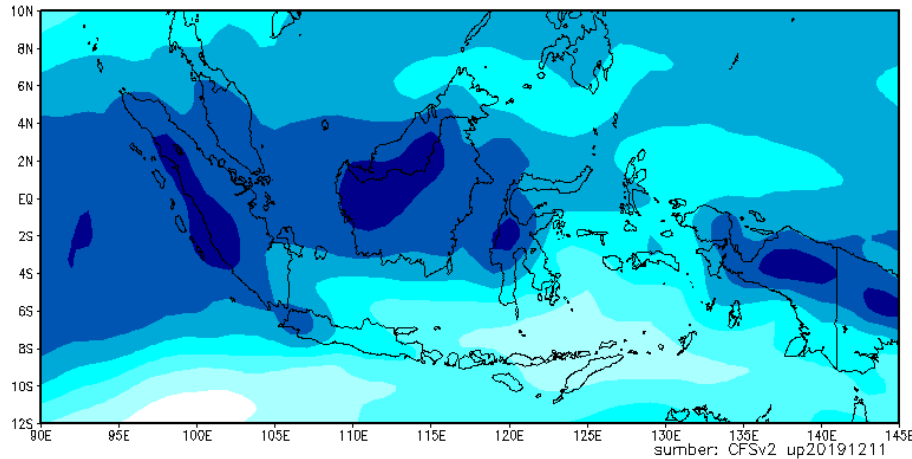 10N
8N
6N
4N
2N
EQ
2S
4S
6S
8S
10S
12S
90E 95E 100E 105E 110E 115E 120E 125E 130E 135E 140E 145E
sumber: CFSv2 up20191211